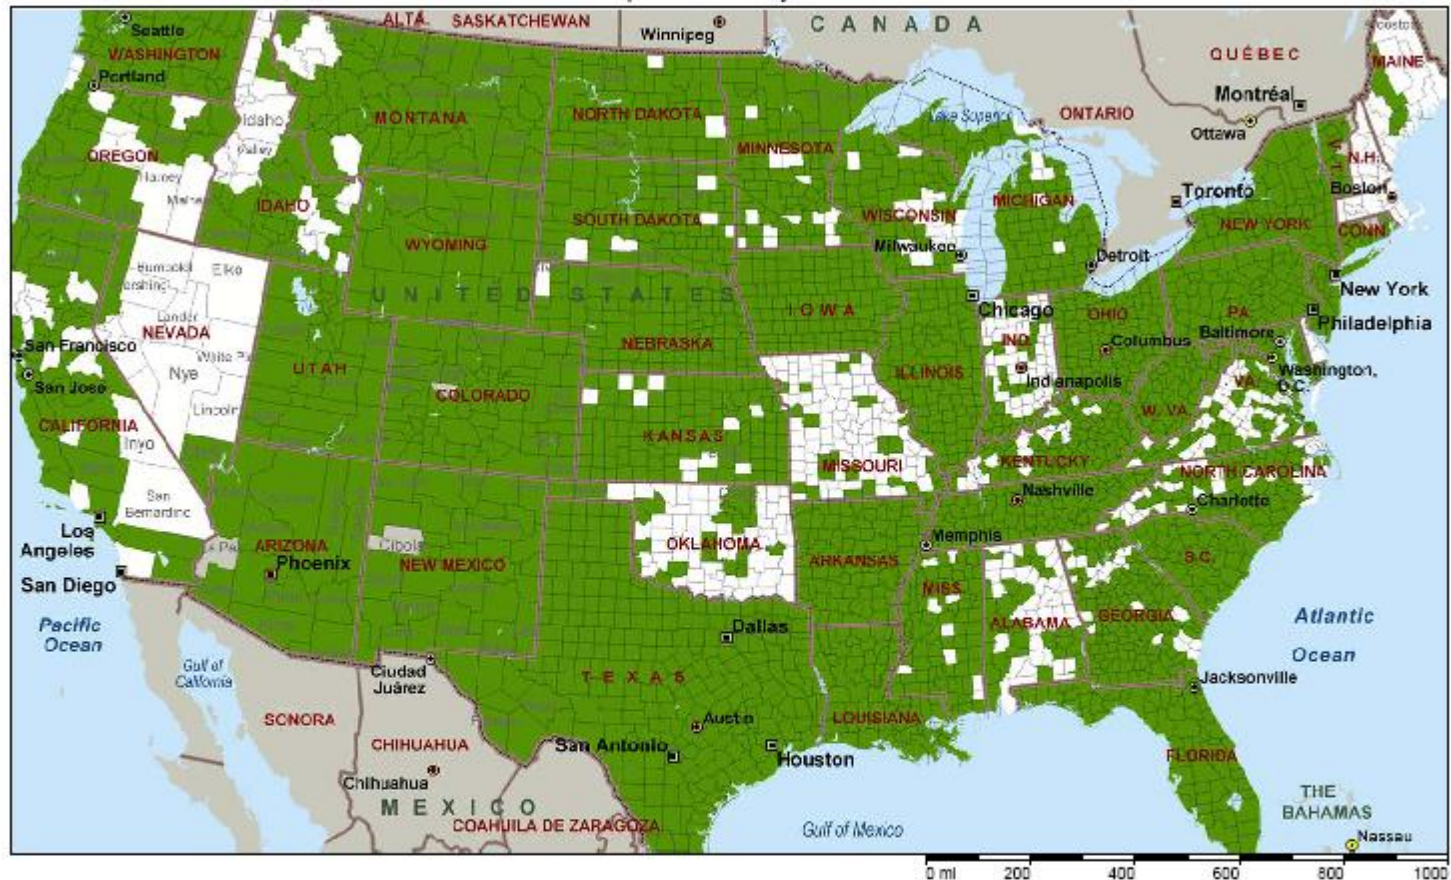 ALTA.
SASKATCHEWAN
Winnipeg
CANADA
Seattle
WASHINGTON
Portland
QUÉBEC
MAINE
Montréal
Ottawa
ONTARIO
Lake Superior
MONTANA
NORTH DAKOTA
MINNESOTA
Idaho
Valley
OREGON
Harney
N.H.
Boston
Toronto
IDAHO
SOUTH DAKOTA
WISCONSIN
MICHIGAN
NEW YORK
CONN.
WYOMING
Milwaukee
Detroit
Elko
UNITED STATES
New York
IOWA
Chicago
OHIO
PA
Philadelphia
Lander
NEVADA
San Francisco
NEBRASKA
IND.
Columbus
Baltimore
White Pi
Nye
UTAH
ILLINOIS
Indianapolis
Washington,
D.C.
San Jose
COLORADO
VA.
W. VA.
Lincoln
CALIFORNIA
Inyo
KANSAS
MISSOURI
KENTUCKY
NORTH CAROLINA
San
Bernardino
Nashville
Charlotte
Los
Angeles
San Diego
ARIZONA
Phoenix
Cibola
NEW MEXICO
OKLAHOMA
ARKANSAS
Memphis
S.C.
MISS.
ALABAMA
GEORGIA
Pacific
Ocean
Atlantic
Ocean
Dallas
Gulf of
California
Ciudad
Juárez
TEXAS
Jacksonville
SONORA
CHIHUAHUA
Austin
LOUISIANA
San Antonio
Houston
FLORIDA
Chihuahua
MEXICO
COAHUILA DE ZARAGOZA
Gulf of Mexico
THE
BAHAMAS
Nassau
0 mi 200 400 600 800 1000